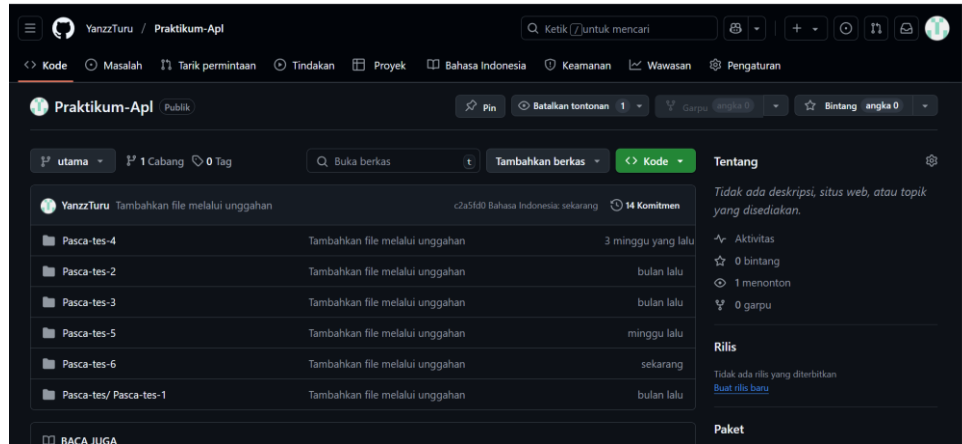 YanzzTuru / Praktikum-Apl
Ketik / untuk mencari
Kode Masalah Tarik permintaan Tindakan Proyek Bahasa Indonesia Keamanan Wawasan Pengaturan
Praktikum-Apl Publik
Pin Batalkan tontonan 1 Garpu angka 0 Bintang angka 0
utama 1 Cabang 0 Tag
Buka berkas t Tambahkan berkas Kode
YanzzTuru Tambahkan file melalui unggahan c2a5fd0 Bahasa Indonesia: sekarang 14 Komitmen
Pasca-tes-4 Tambahkan file melalui unggahan 3 minggu yang lalu
Pasca-tes-2 Tambahkan file melalui unggahan bulan lalu
Pasca-tes-3 Tambahkan file melalui unggahan bulan lalu
Pasca-tes-5 Tambahkan file melalui unggahan minggu lalu
Pasca-tes-6 Tambahkan file melalui unggahan sekarang
Pasca-tes/ Pasca-tes-1 Tambahkan file melalui unggahan bulan lalu
BACA JUGA
Tentang
Tidak ada deskripsi, situs web, atau topik
yang disediakan.
Aktivitas
0 bintang
1 menonton
0 garpu
Rilis
Tidak ada rilis yang diterbitkan
Buat rilis baru
Paket